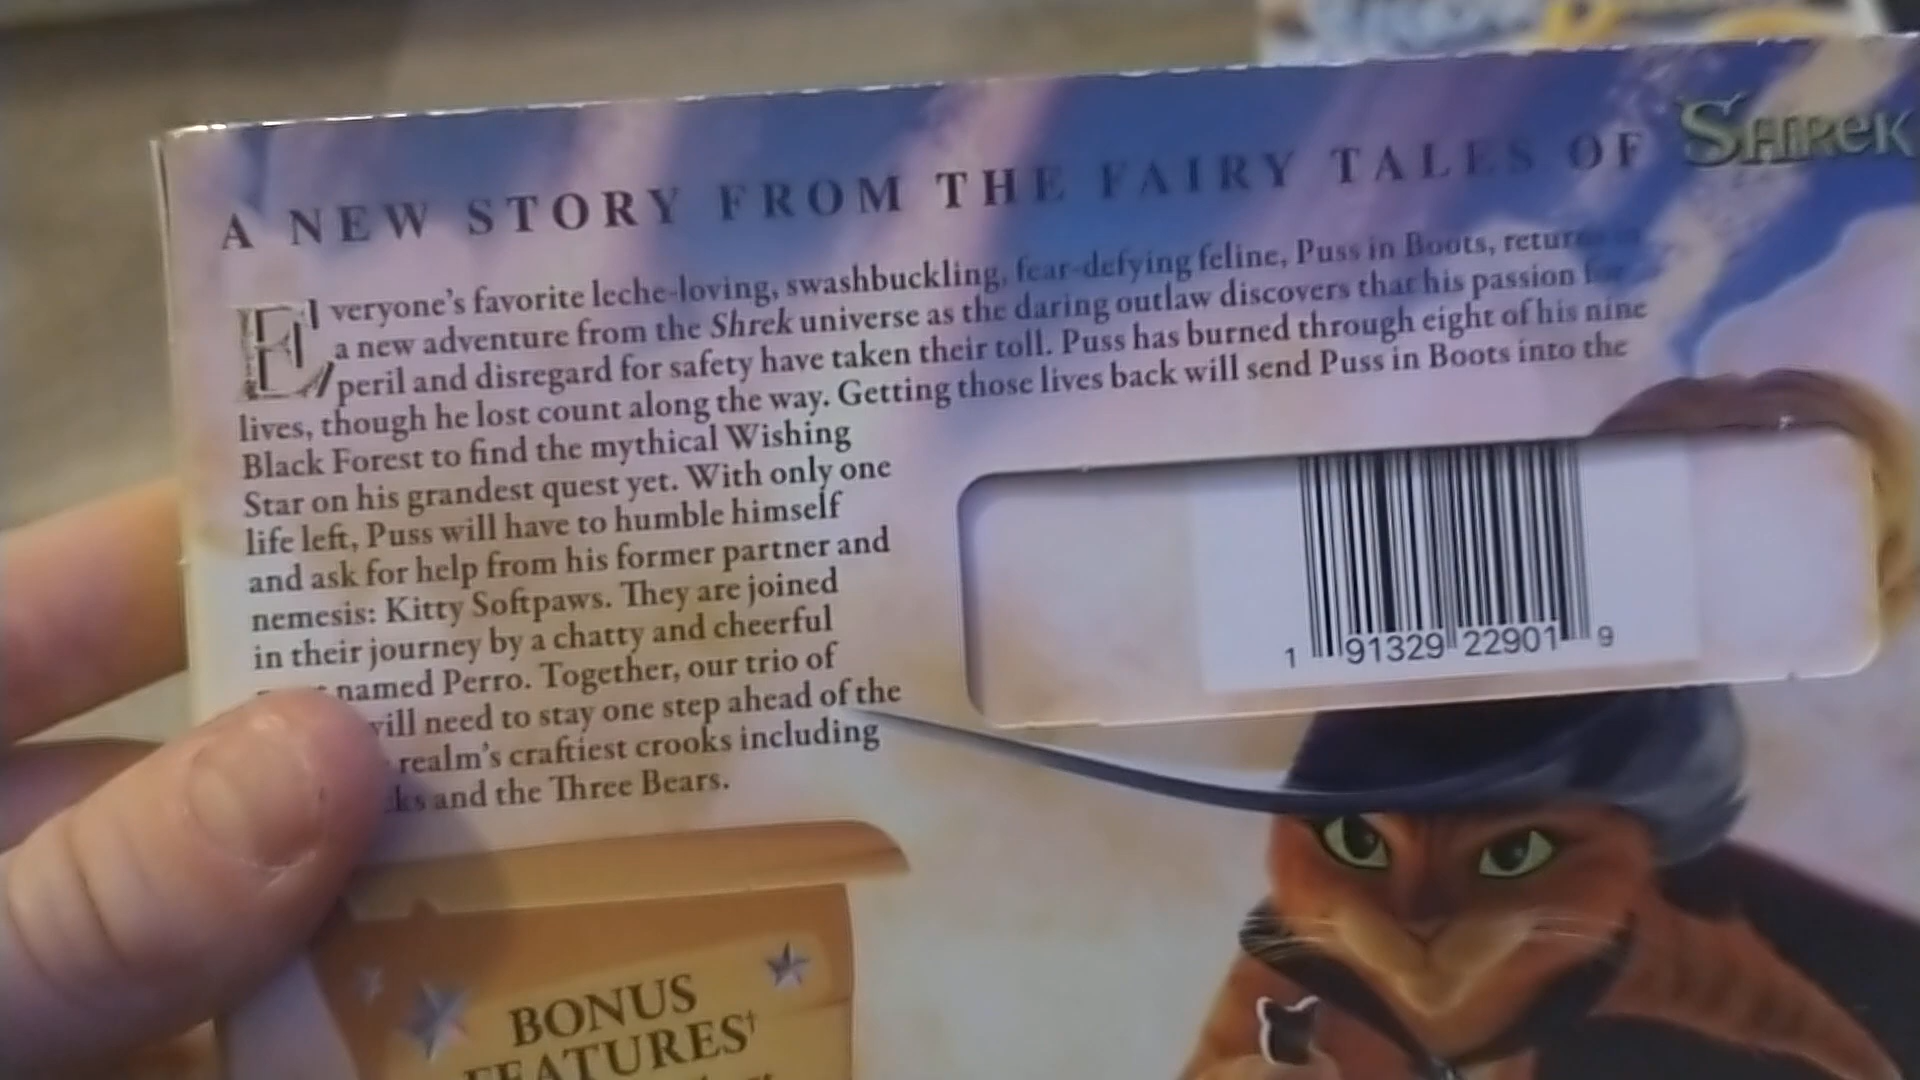 A NEW STORY FROM THE FAIRY TALES OF SHREK
Everyone's favorite leche-loving, swashbuckling, fear-defying feline, Puss in Boots,
a new adventure from the Shrek universe as the daring outlaw discovers that his passion
peril and disregard for safety have taken their toll. Puss has burned through eight of his nine
lives, though he lost count along the way. Getting those lives back will send Puss in Boots into the
Black Forest to find the mythical Wishing
Star on his grandest quest yet. With only one
life left, Puss will have to humble himself
and ask for help from his former partner and
nemesis: Kitty Softpaws. They are joined
in their journey by a chatty and cheerful
named Perro. Together, our trio of
will need to stay one step ahead of the
realm's craftiest crooks including
and the Three Bears.
1 91329 22901 9
BONUS
FEATURES†